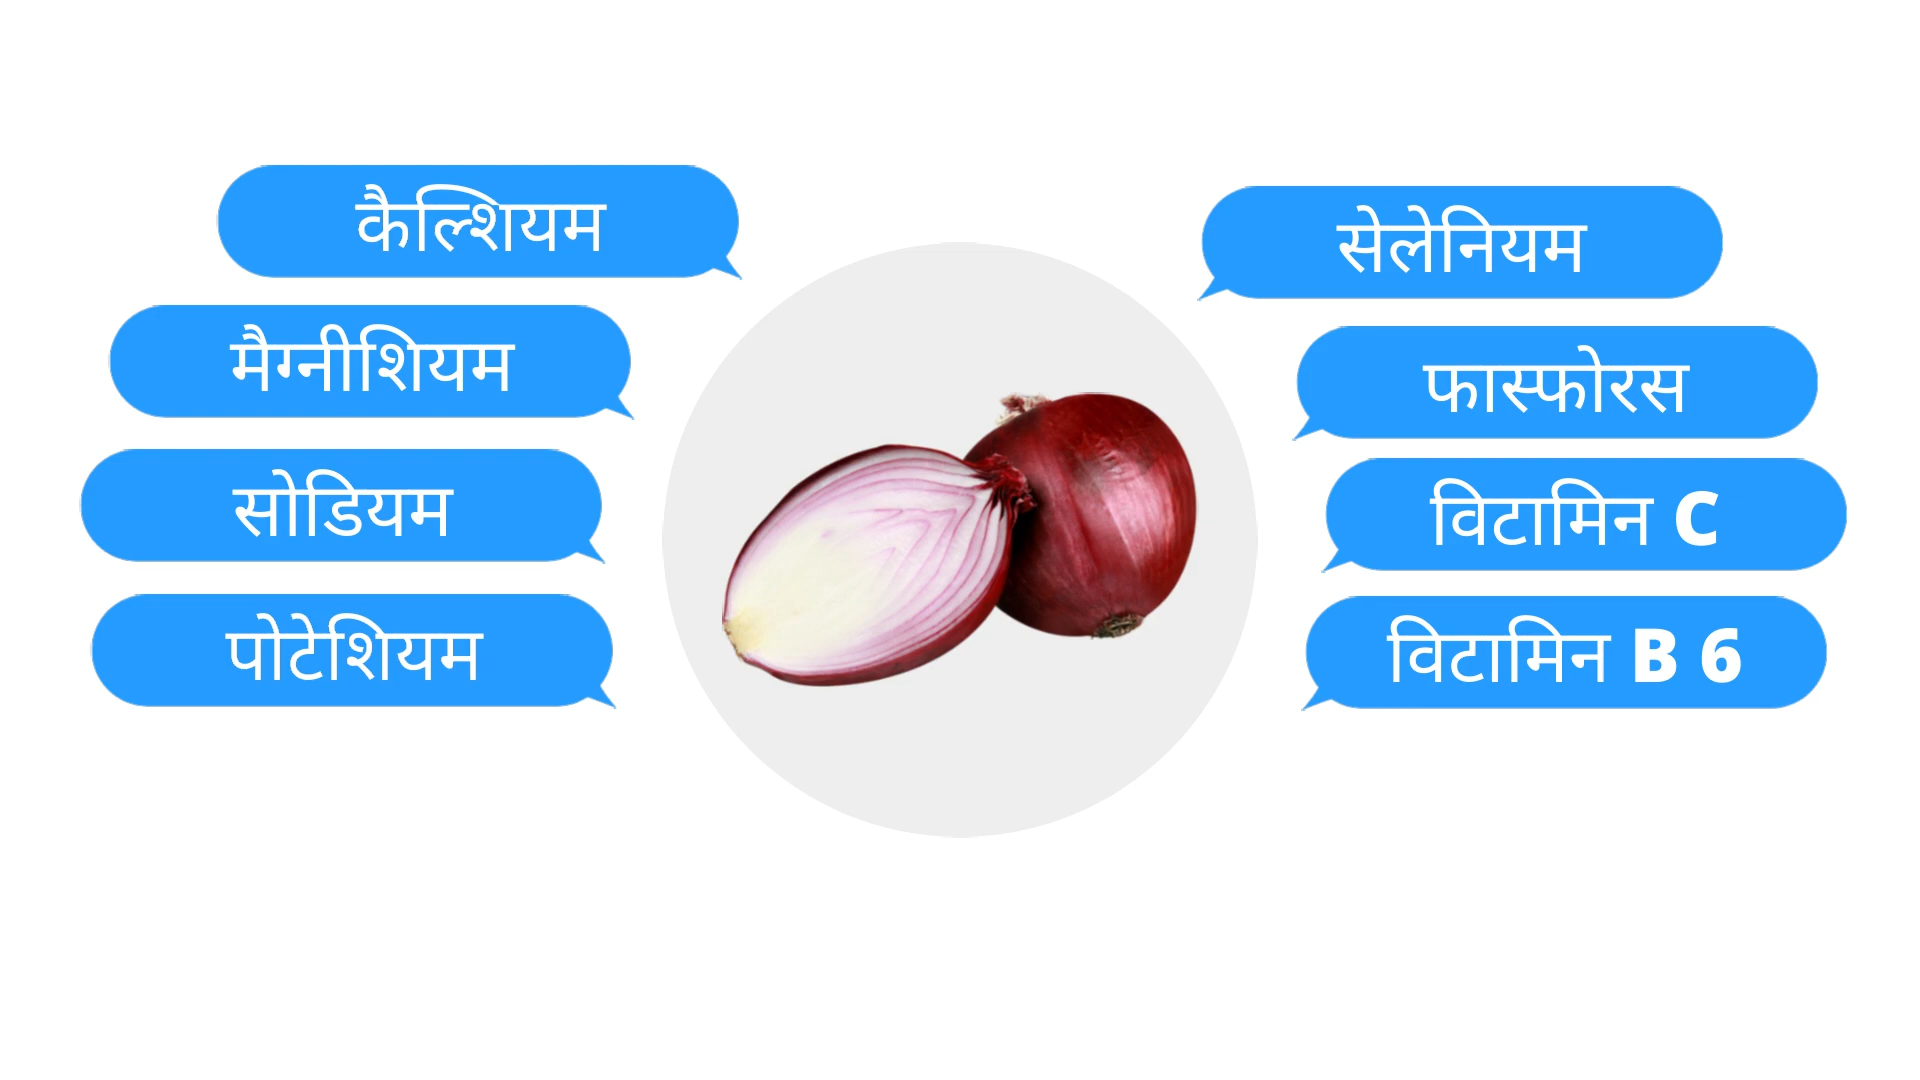 कैल्शियम
मैग्नीशियम
सोडियम
पोटेशियम
सेलेनियम
फास्फोरस
विटामिन C
विटामिन B 6